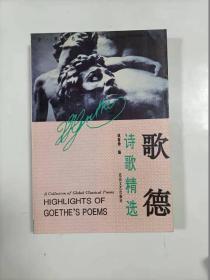 歌德
诗歌精选
A Collection of Global Classical Poems
HIGHLIGHTS OF
GOETHE'S POEMS